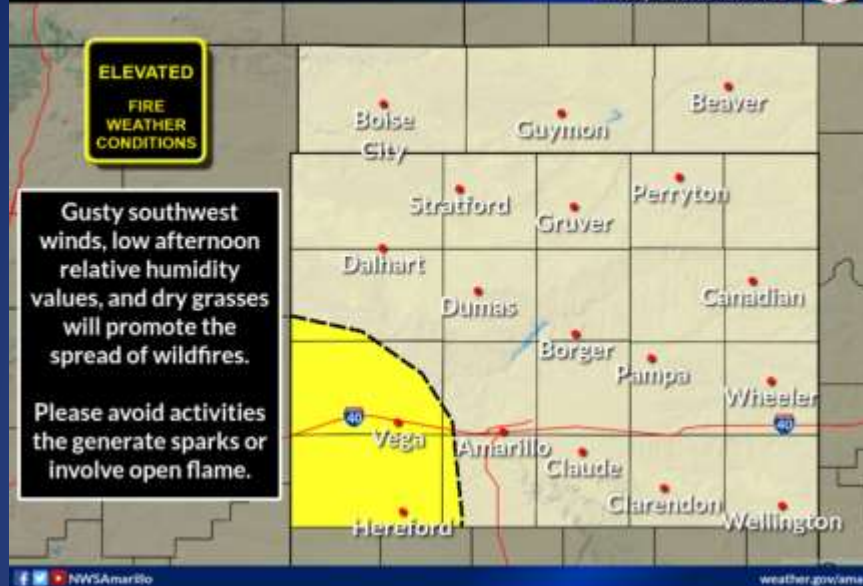 ELEVATED
FIRE
WEATHER
CONDITIONS
Gusty southwest
winds, low afternoon
relative humidity
values, and dry grasses
will promote the
spread of wildfires.
Please avoid activities
the generate sparks or
involve open flame.
Boise
City
Guymon
Beaver
Stratford
Gruver
Perryton
Dalhart
Dumas
Canadian
Borger
Pampa
Wheeler
40
Vega
Amarillo
40
Claude
Clarendon
Hereford
Wellington
NWSAmarillo
weather.gov/ama